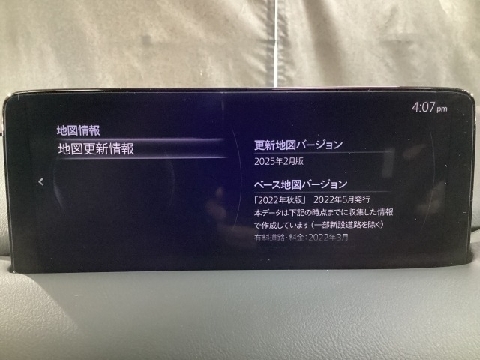 4:07 pm
地図情報
地図更新情報
更新地図バージョン
2025年2月版
ベース地図バージョン
「2022年秋版」 2022年5月発行
本データは下記の時点までに収集した情報
で作成しています(一部新設道路を除く)
有料道路・料金:2022年3月